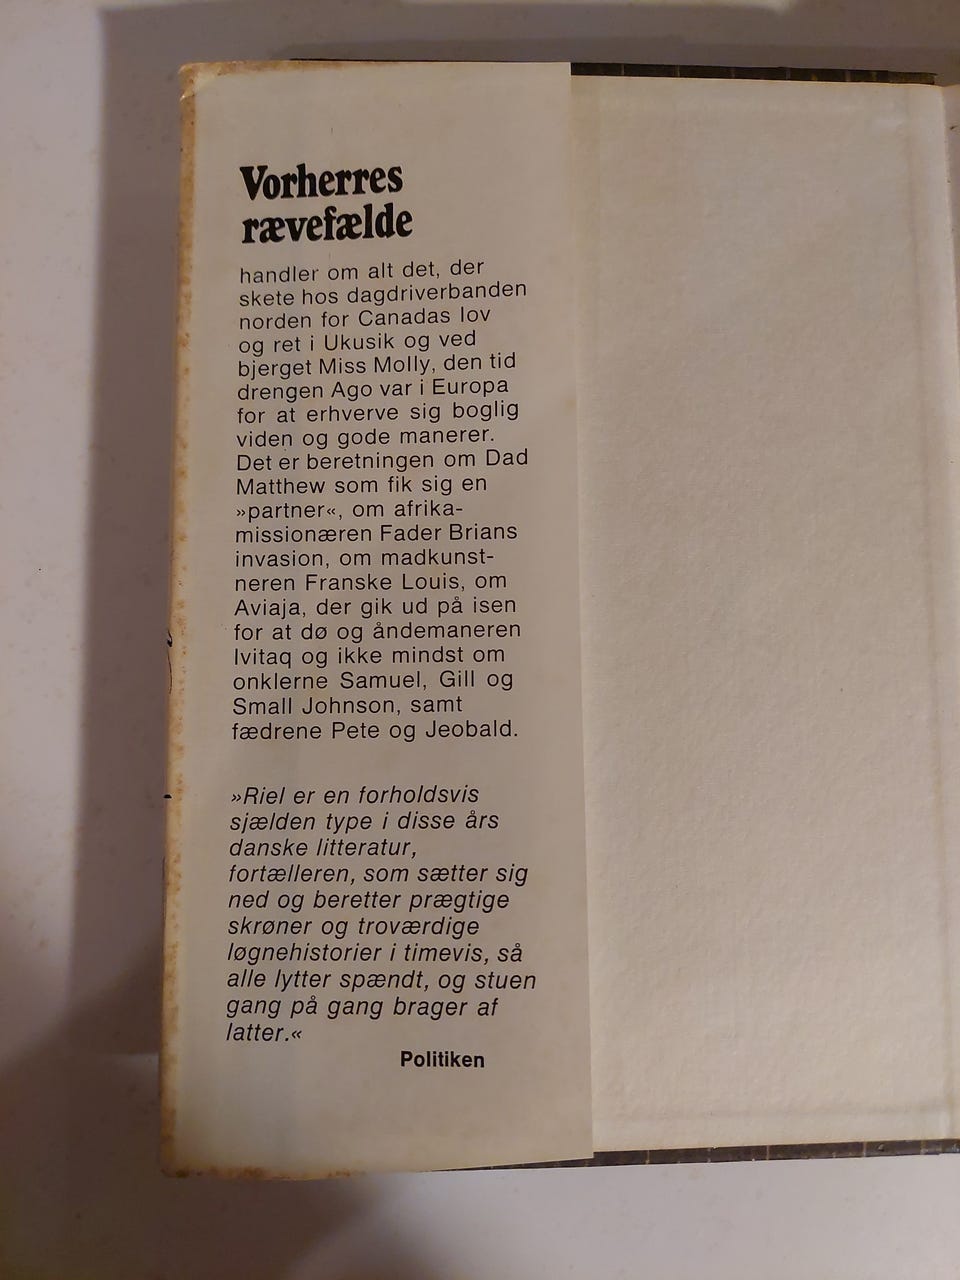 Vorherres
rævefælde
handler om alt det, der
skete hos dagdriverbanden
norden for Canadas lov
og ret i Ukusik og ved
bjerget Miss Molly, den tid
drengen Ago var i Europa
for at erhverve sig boglig
viden og gode manerer.
Det er beretningen om Dad
Matthew som fik sig en
»partner«, om afrika-
missionæren Fader Brians
invasion, om madkunst-
neren Franske Louis, om
Aviaja, der gik ud på isen
for at dø og åndemaneren
Ivitaq og ikke mindst om
onklerne Samuel, Gill og
Small Johnson, samt
fædrene Pete og Jeobald.
»Riel er en forholdsvis
sjælden type i disse års
danske litteratur,
fortælleren, som sætter sig
ned og beretter prægtige
skrøner og troværdige
løgnehistorier i timevis, så
alle lytter spændt, og stuen
gang på gang brager af
latter.«
Politiken